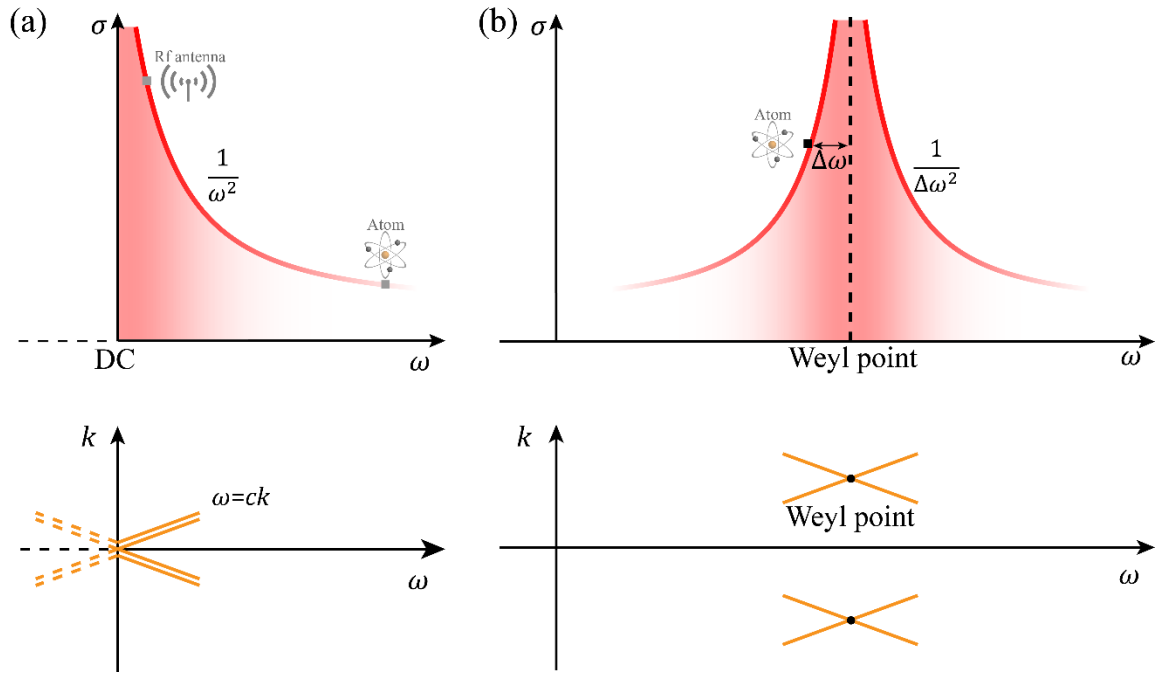 (a)
σ
Rf antenna
1
ω²
Atom
DC
ω
k
ω=ck
ω
(b)
σ
Atom
Δω
1
Δω²
Weyl point
ω
k
Weyl point
ω